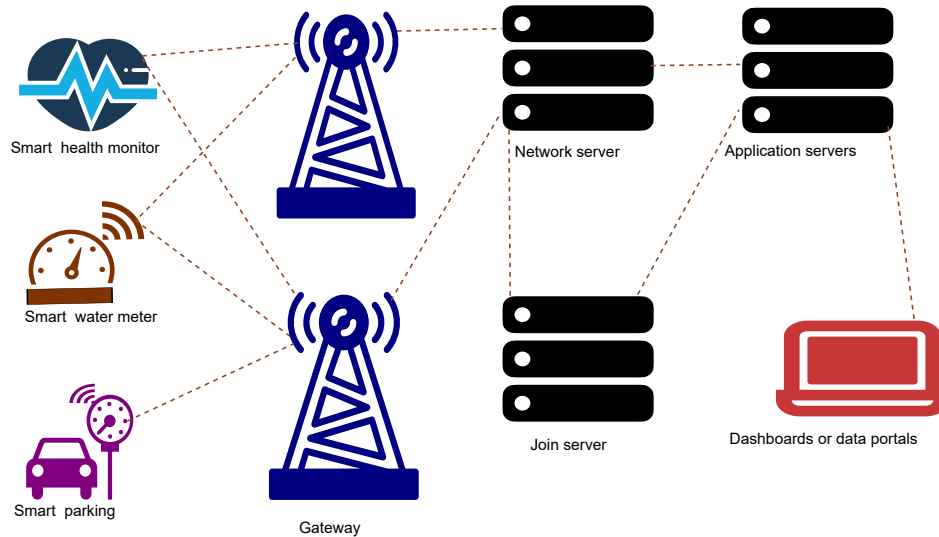 Smart health monitor
Network server
Application servers
Smart water meter
Dashboards or data portals
Join server
Smart parking
Gateway